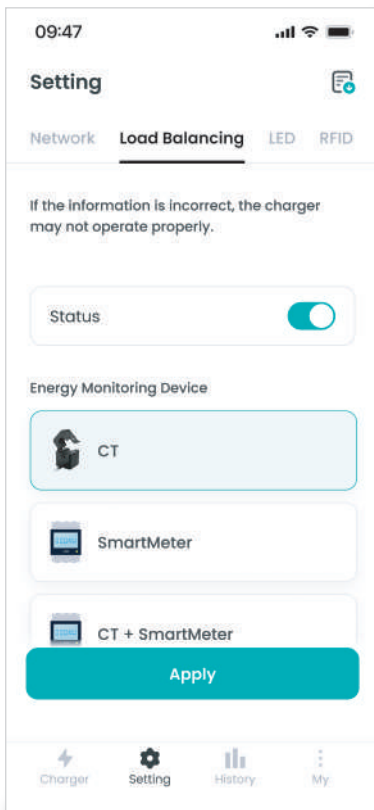 09:47
Setting
Network Load Balancing LED RFID
If the information is incorrect, the charger
may not operate properly.
Status
Energy Monitoring Device
CT
SmartMeter
CT + SmartMeter
Apply
Charger Setting History My